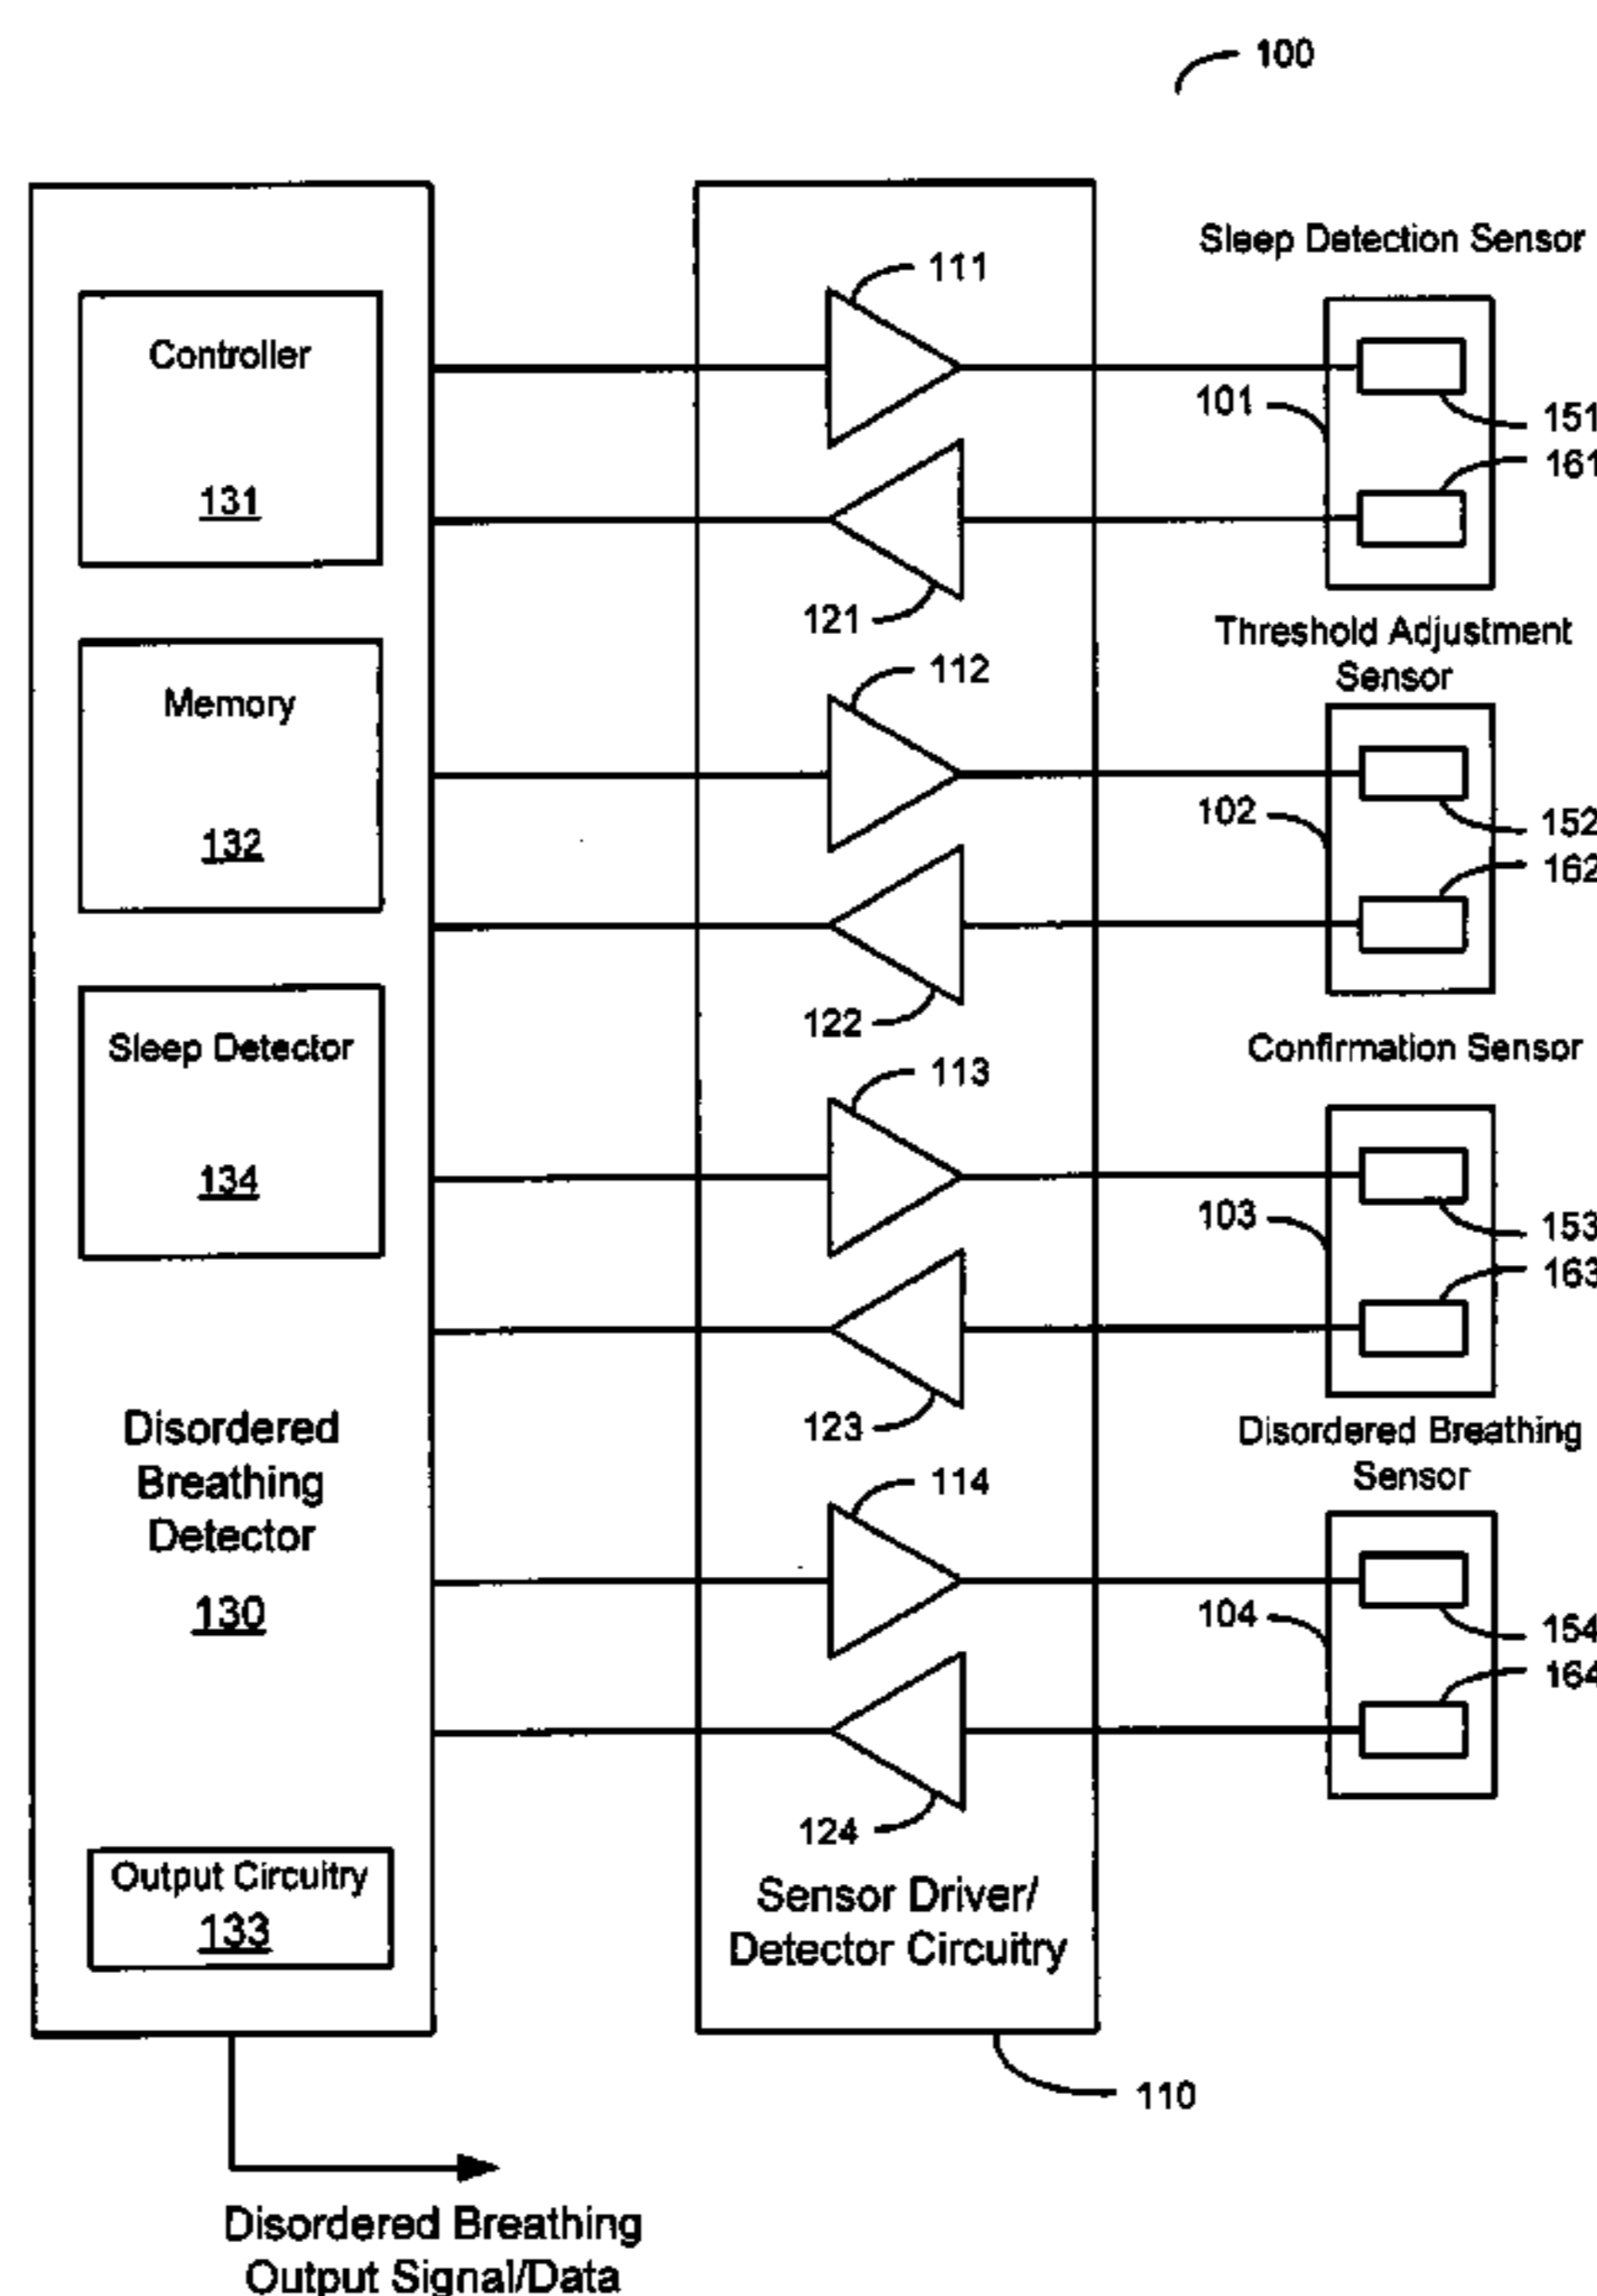 100
Sleep Detection Sensor
111
Controller
131
101
151
161
121
Threshold Adjustment
Sensor
112
Memory
132
102
152
162
122
Sleep Detector
134
Confirmation Sensor
113
103
153
163
123
Disordered
Breathing
Detector
130
Disordered Breathing
Sensor
114
104
154
164
124
Output Circuitry
133
Sensor Driver/
Detector Circuitry
110
Disordered Breathing
Output Signal/Data